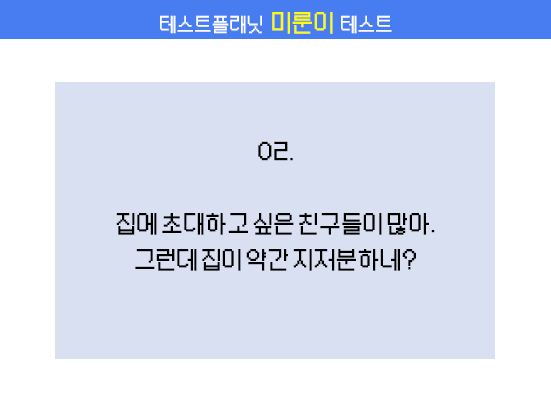 테스트플래닛 미룬이 테스트
02.
집에 초대하고 싶은 친구들이 많아.
그런데 집이 약간 지저분하네?